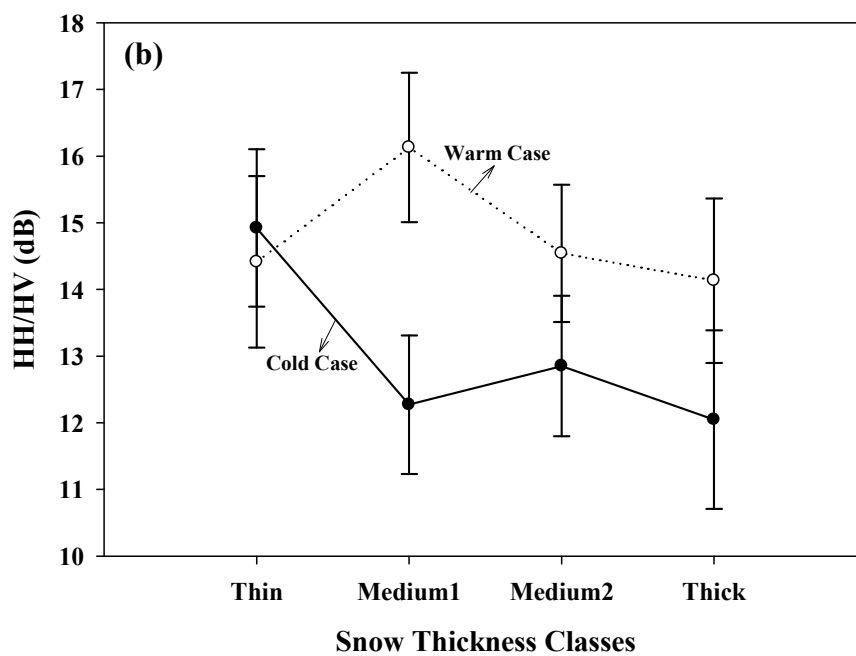 (b)
18
17
16
15
14
13
12
11
10
HH/HV (dB)
Warm Case
Cold Case
Thin Medium1 Medium2 Thick
Snow Thickness Classes